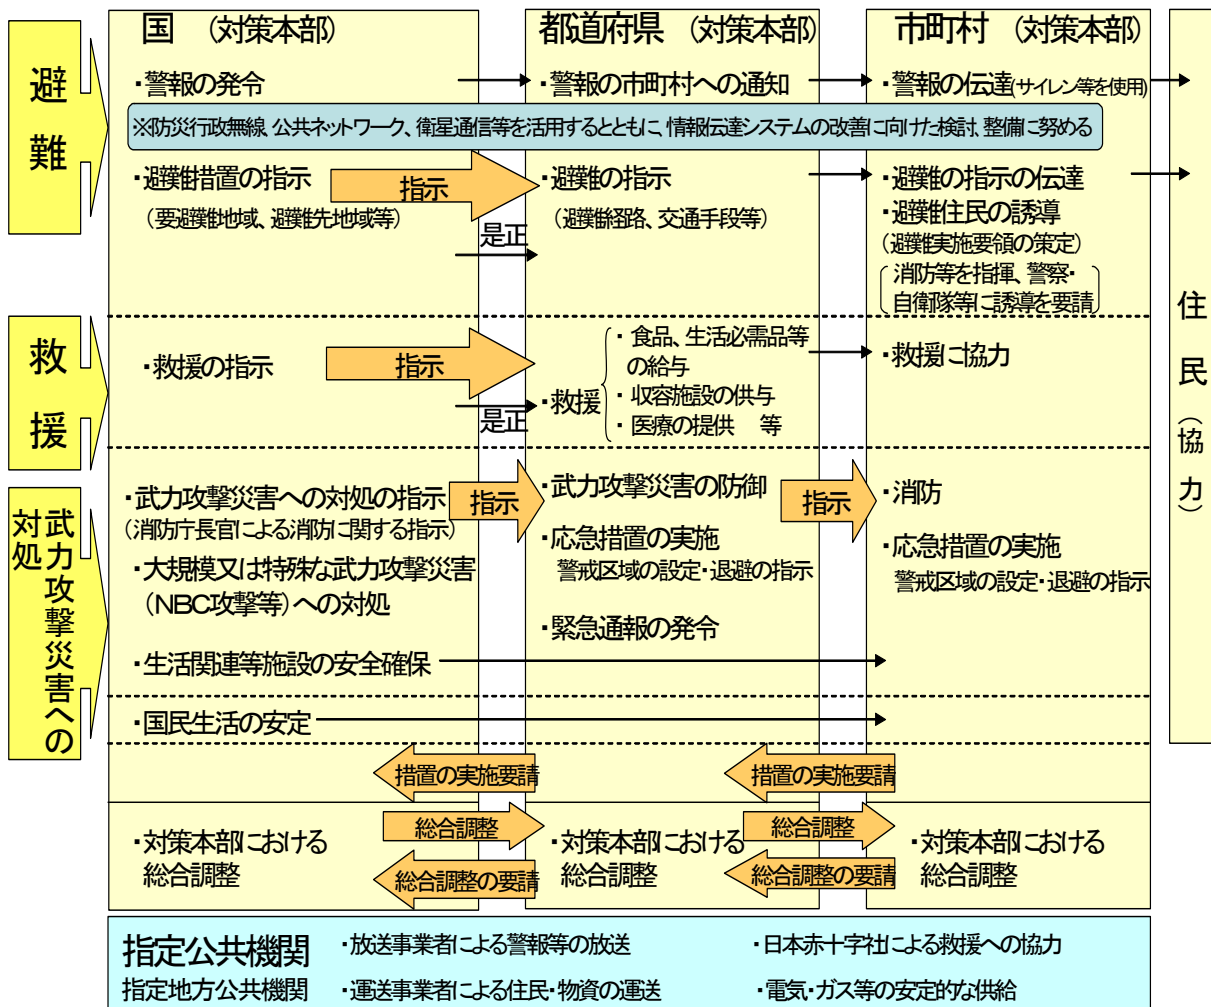 国 (対策本部)
都道府県 (対策本部)
市町村 (対策本部)
避難
・警報の発令
・警報の市町村への通知
・警報の伝達(サイレン等を使用)
※防災行政無線、公共ネットワーク、衛星通信等を活用するとともに、情報伝達システムの改善に向けた検討、整備に努める
・避難措置の指示
(要避難地域、避難先地域等)
指示
是正
・避難の指示
(避難経路、交通手段等)
・避難の指示の伝達
・避難住民の誘導
(避難実施要領の策定)
消防等を指揮、警察・
自衛隊等に誘導を要請
住民(協力)
救援
・救援の指示
指示
是正
・救援
・食品、生活必需品等
の給与
・収容施設の供与
・医療の提供 等
・救援に協力
武力攻撃災害への
対処
・武力攻撃災害への対処の指示
(消防庁長官による消防に関する指示)
・大規模又は特殊な武力攻撃災害
(NBC攻撃等)への対処
・生活関連等施設の安全確保
指示
・武力攻撃災害の防御
・応急措置の実施
警戒区域の設定・退避の指示
・緊急通報の発令
指示
・消防
・応急措置の実施
警戒区域の設定・退避の指示
・国民生活の安定
措置の実施要請
措置の実施要請
・対策本部における
総合調整
総合調整
総合調整の要請
・対策本部における
総合調整
総合調整
総合調整の要請
・対策本部における
総合調整
指定公共機関
指定地方公共機関
・放送事業者による警報等の放送
・日本赤十字社による救援への協力
・運送事業者による住民・物資の運送
・電気・ガス等の安定的な供給